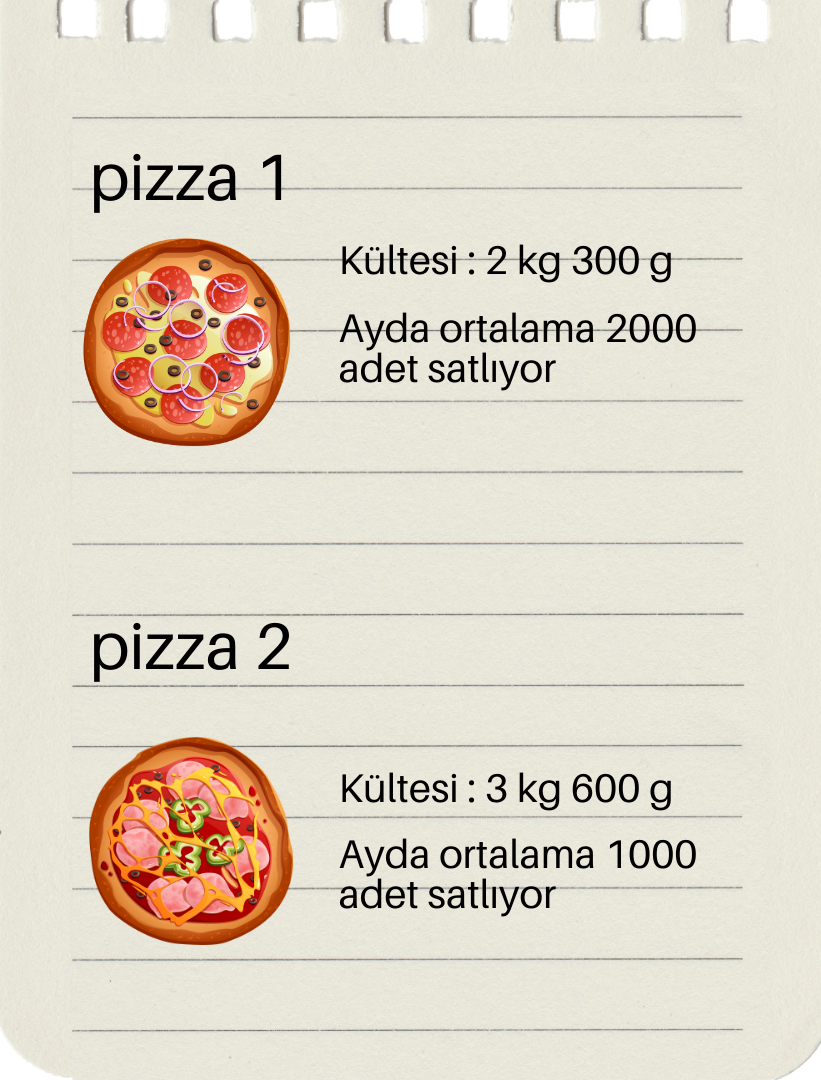 pizza 1
Kültesi : 2 kg 300 g
Ayda ortalama 2000
adet satlıyor
pizza 2
Kültesi : 3 kg 600 g
Ayda ortalama 1000
adet satlıyor